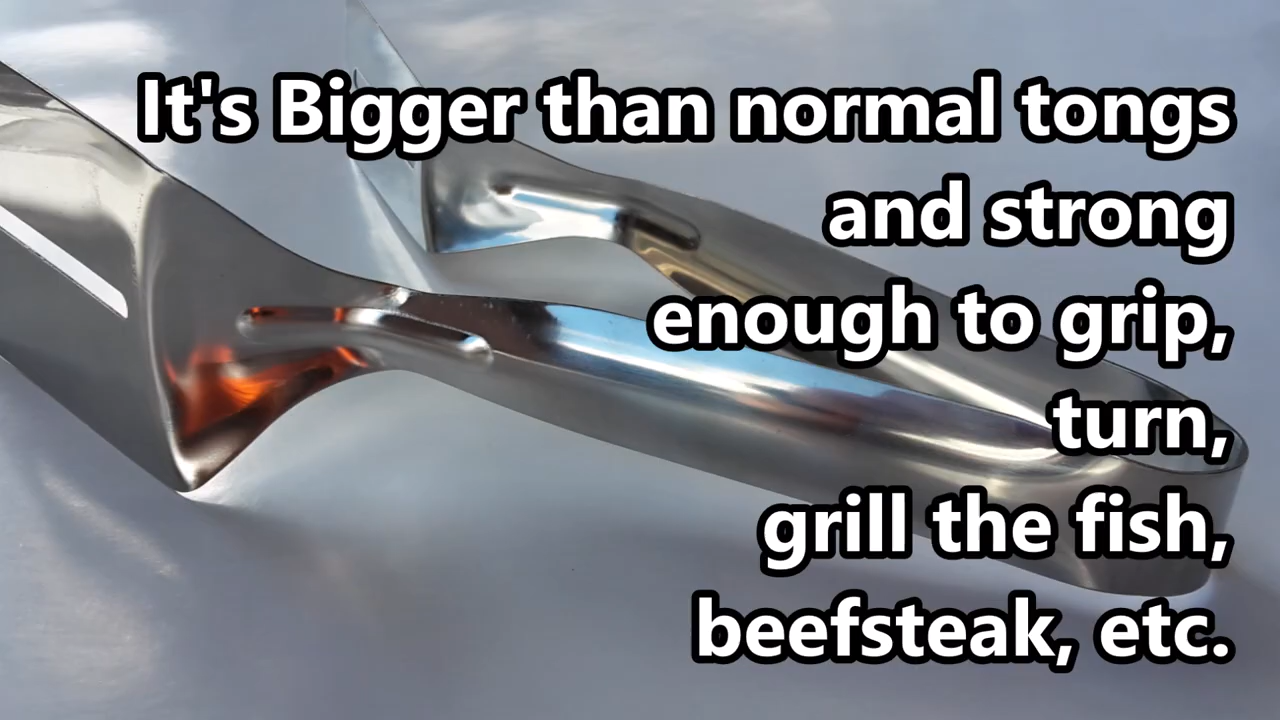 It's Bigger than normal tongs
and strong
enough to grip,
turn,
grill the fish,
beefsteak, etc.